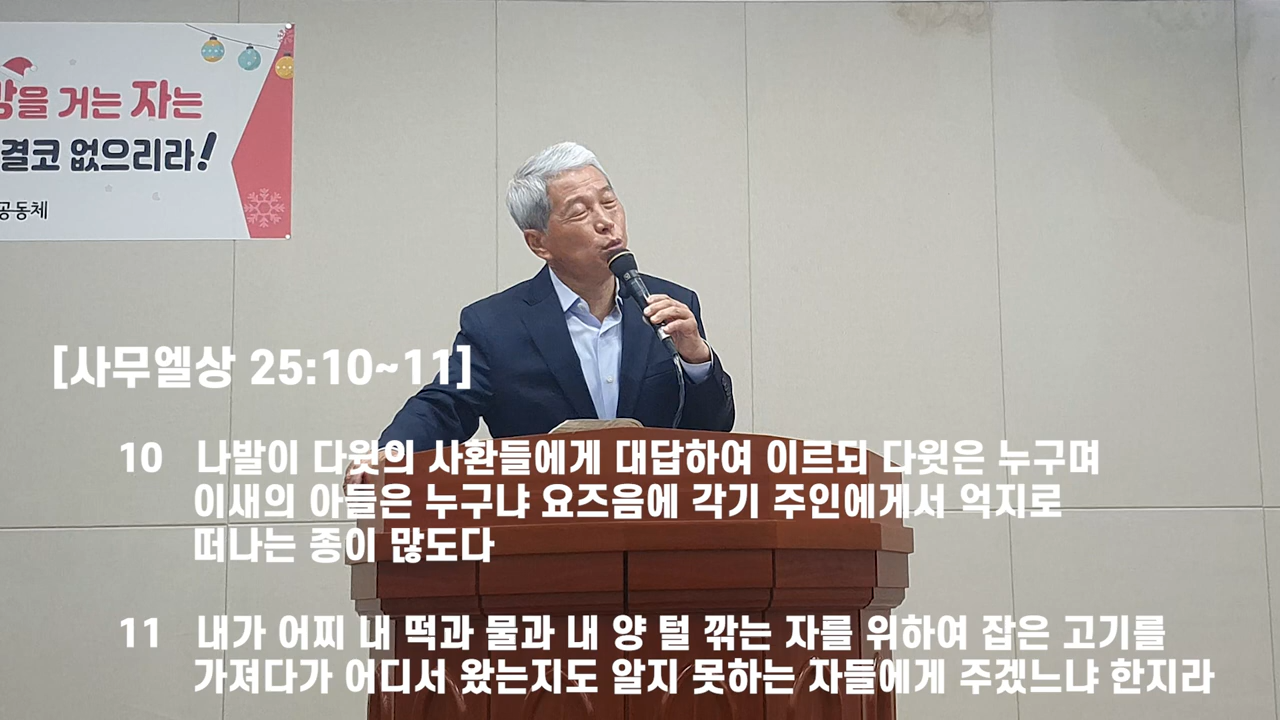 을 거는 자는
결코 없으리라!
공동체
[사무엘상 25:10~11]
10 나발이 다윗의 사환들에게 대답하여 이르되 다윗은 누구며
이새의 아들은 누구냐 요즈음에 각기 주인에게서 억지로
떠나는 종이 많도다
11 내가 어찌 내 떡과 물과 내 양 털 깎는 자를 위하여 잡은 고기를
가져다가 어디서 왔는지도 알지 못하는 자들에게 주겠느냐 한지라